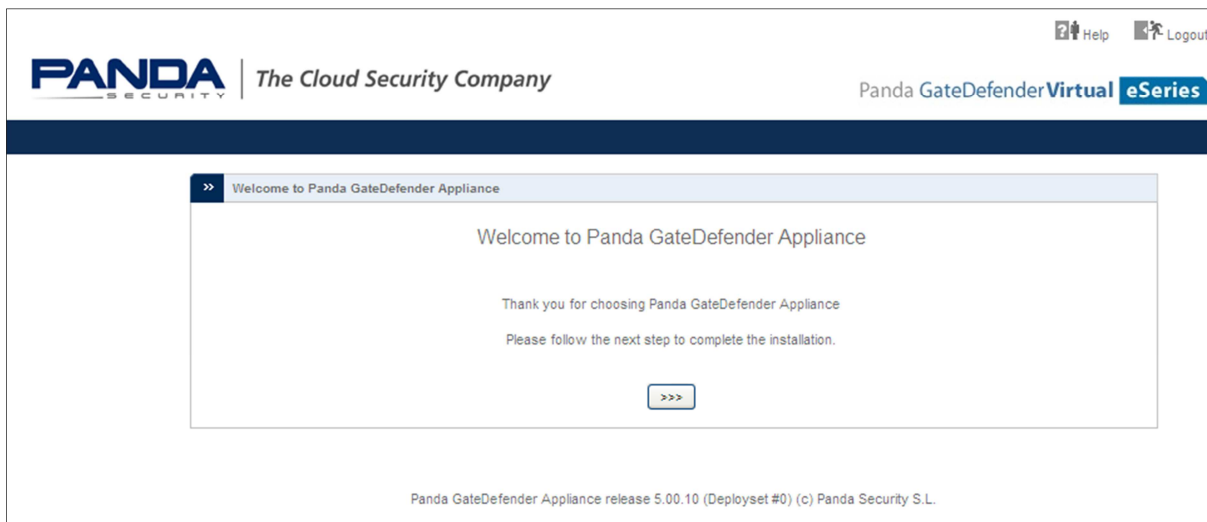 ? Help Logout
PANDA SECURITY The Cloud Security Company
Panda GateDefender Virtual eSeries
>> Welcome to Panda GateDefender Appliance
Welcome to Panda GateDefender Appliance
Thank you for choosing Panda GateDefender Appliance
Please follow the next step to complete the installation.
>>>
Panda GateDefender Appliance release 5.00.10 (Deployset #0) (c) Panda Security S.L.